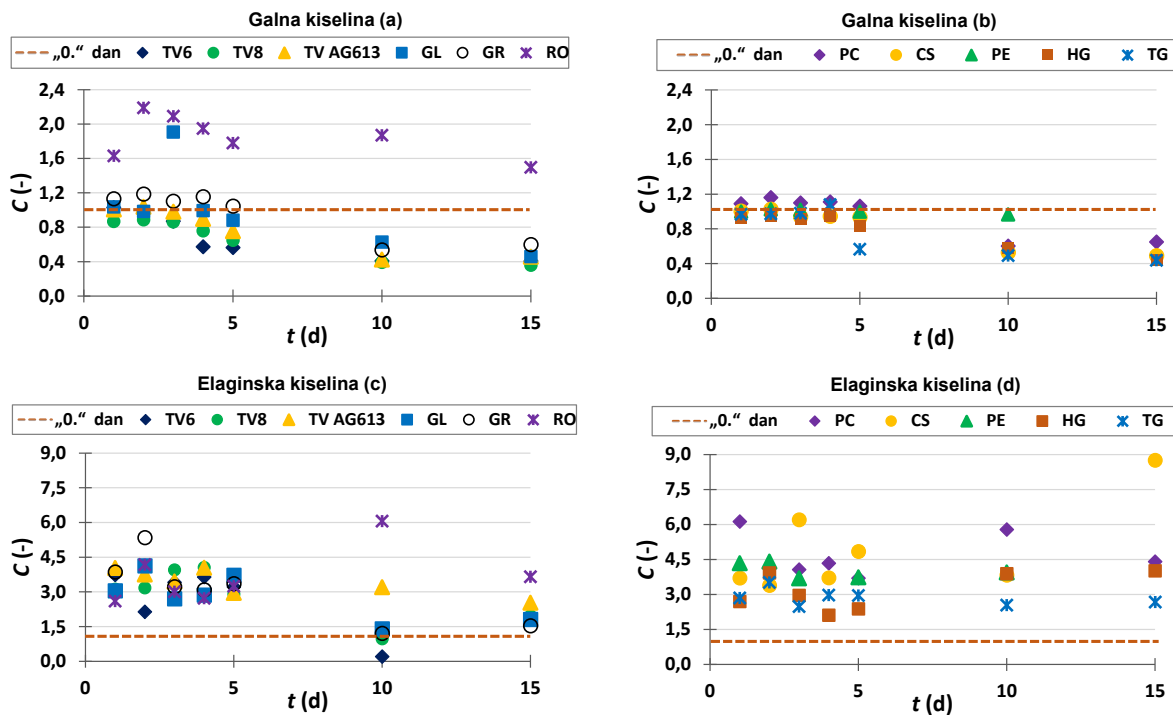 Galna kiselina (a)
„0.“ dan TV6 TV8 TV AG613 GL GR RO
2,4
2,0
1,6
1,2
0,8
0,4
0,0
C (-)
0 5 10 15
t (d)
Galna kiselina (b)
„0.“ dan PC CS PE HG TG
2,4
2,0
1,6
1,2
0,8
0,4
0,0
C (-)
0 5 10 15
t (d)
Elaginska kiselina (c)
„0.“ dan TV6 TV8 TV AG613 GL GR RO
9,0
7,5
6,0
4,5
3,0
1,5
0,0
C (-)
0 5 10 15
t (d)
Elaginska kiselina (d)
„0.“ dan PC CS PE HG TG
9,0
7,5
6,0
4,5
3,0
1,5
0,0
C (-)
0 5 10 15
t (d)